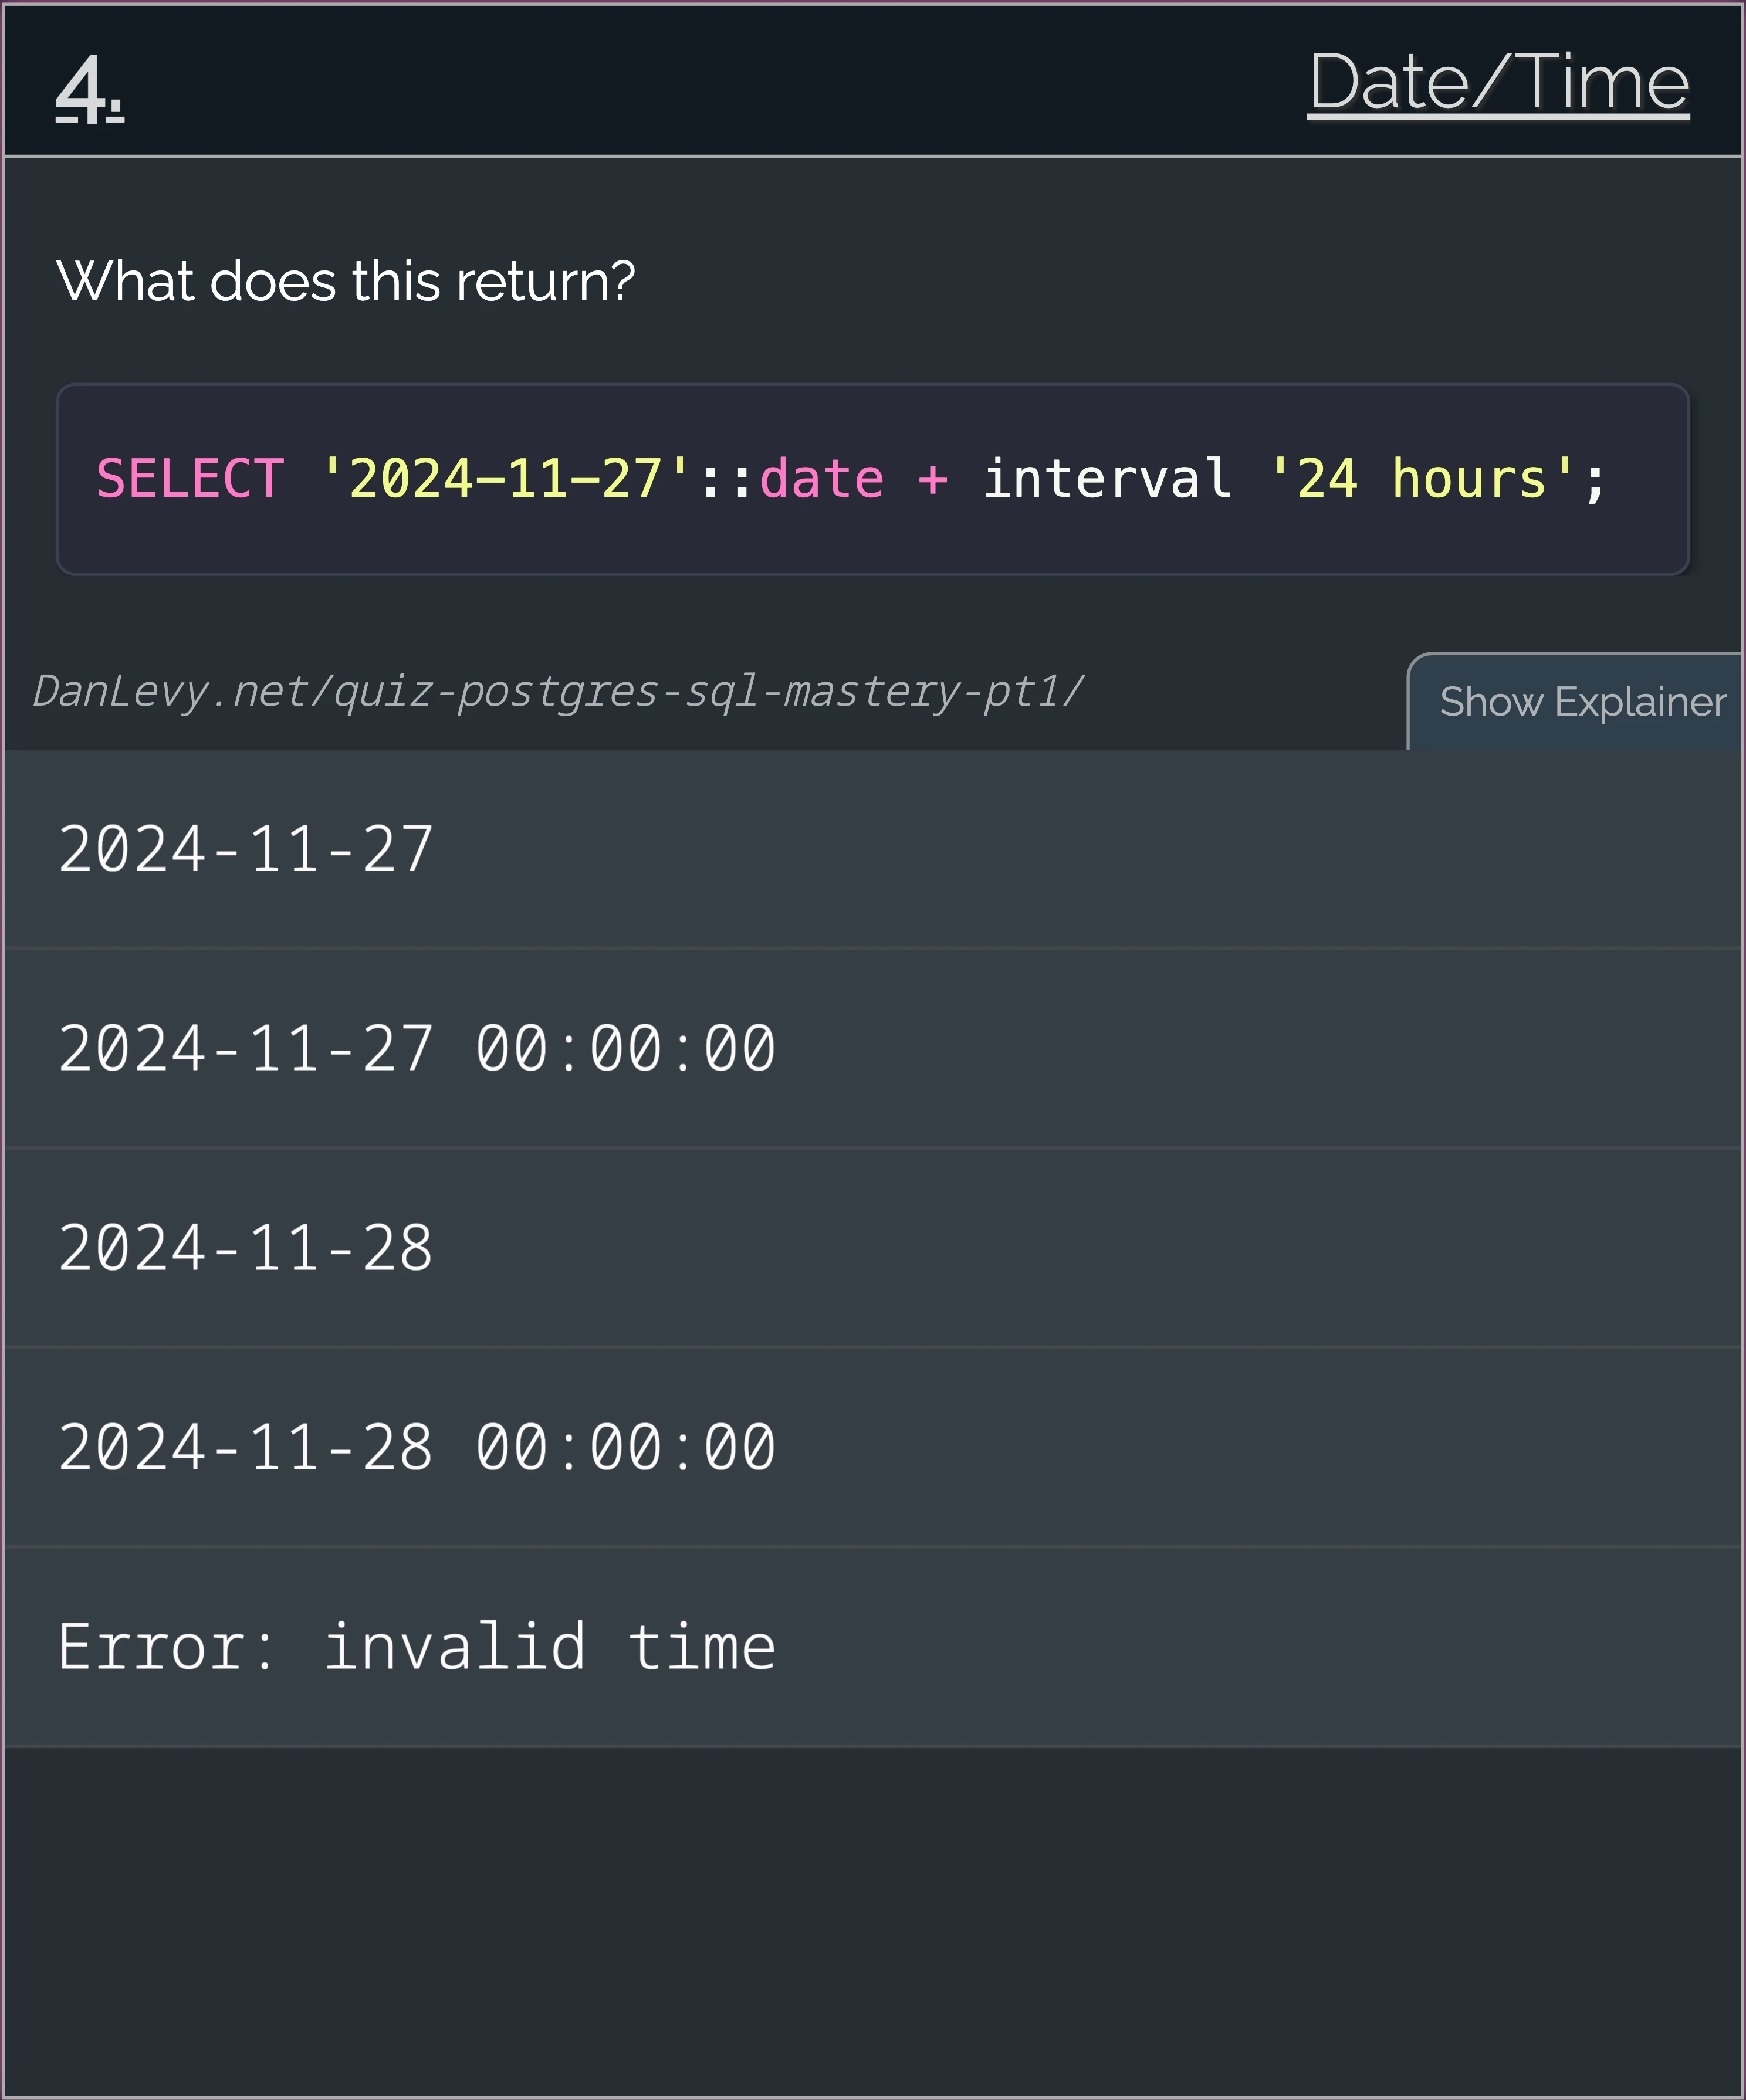 4.
Date/Time
What does this return?
SELECT '2024-11-27'::date + interval '24 hours';
DanLevy.net/quiz-postgres-sql-mastery-pt1/
Show Explainer
2024-11-27
2024-11-27 00:00:00
2024-11-28
2024-11-28 00:00:00
Error: invalid time